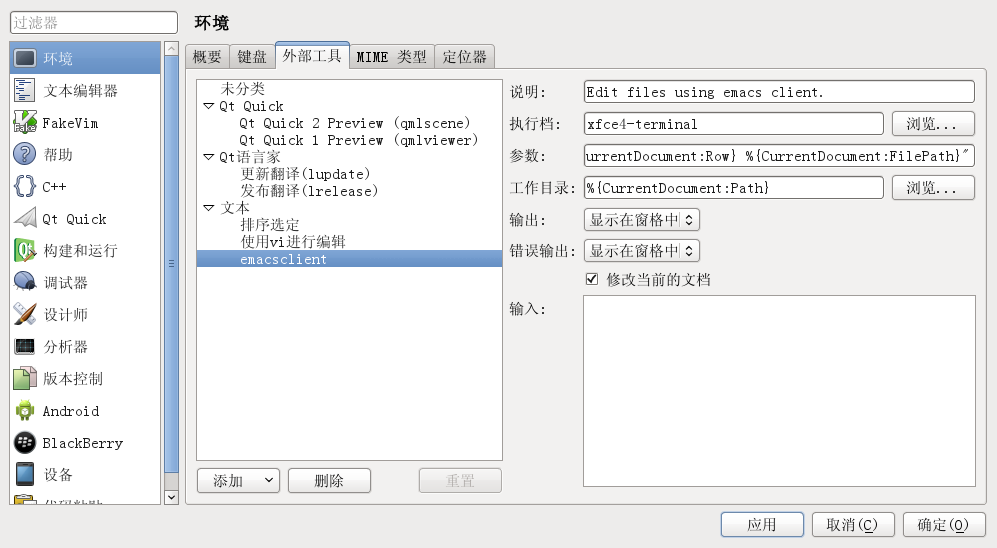 过滤器
环境
文本编辑器
FakeVim
帮助
C++
Qt Quick
构建和运行
调试器
设计师
分析器
版本控制
Android
BlackBerry
设备
代码粘贴
环境
概要 键盘 外部工具 MIME 类型 定位器
未分类
Qt Quick
Qt Quick 2 Preview (qmlscene)
Qt Quick 1 Preview (qmlviewer)
Qt语言家
更新翻译(lupdate)
发布翻译(lrelease)
文本
排序选定
使用vi进行编辑
emacsclient
添加 删除 重置
说明: Edit files using emacs client.
执行档: xfce4-terminal 浏览...
参数: urrentDocument:Row} %{CurrentDocument:FilePath}"
工作目录: %{CurrentDocument:Path} 浏览...
输出: 显示在窗格中
错误输出: 显示在窗格中
修改当前的文档
输入:
应用 取消(C) 确定(O)